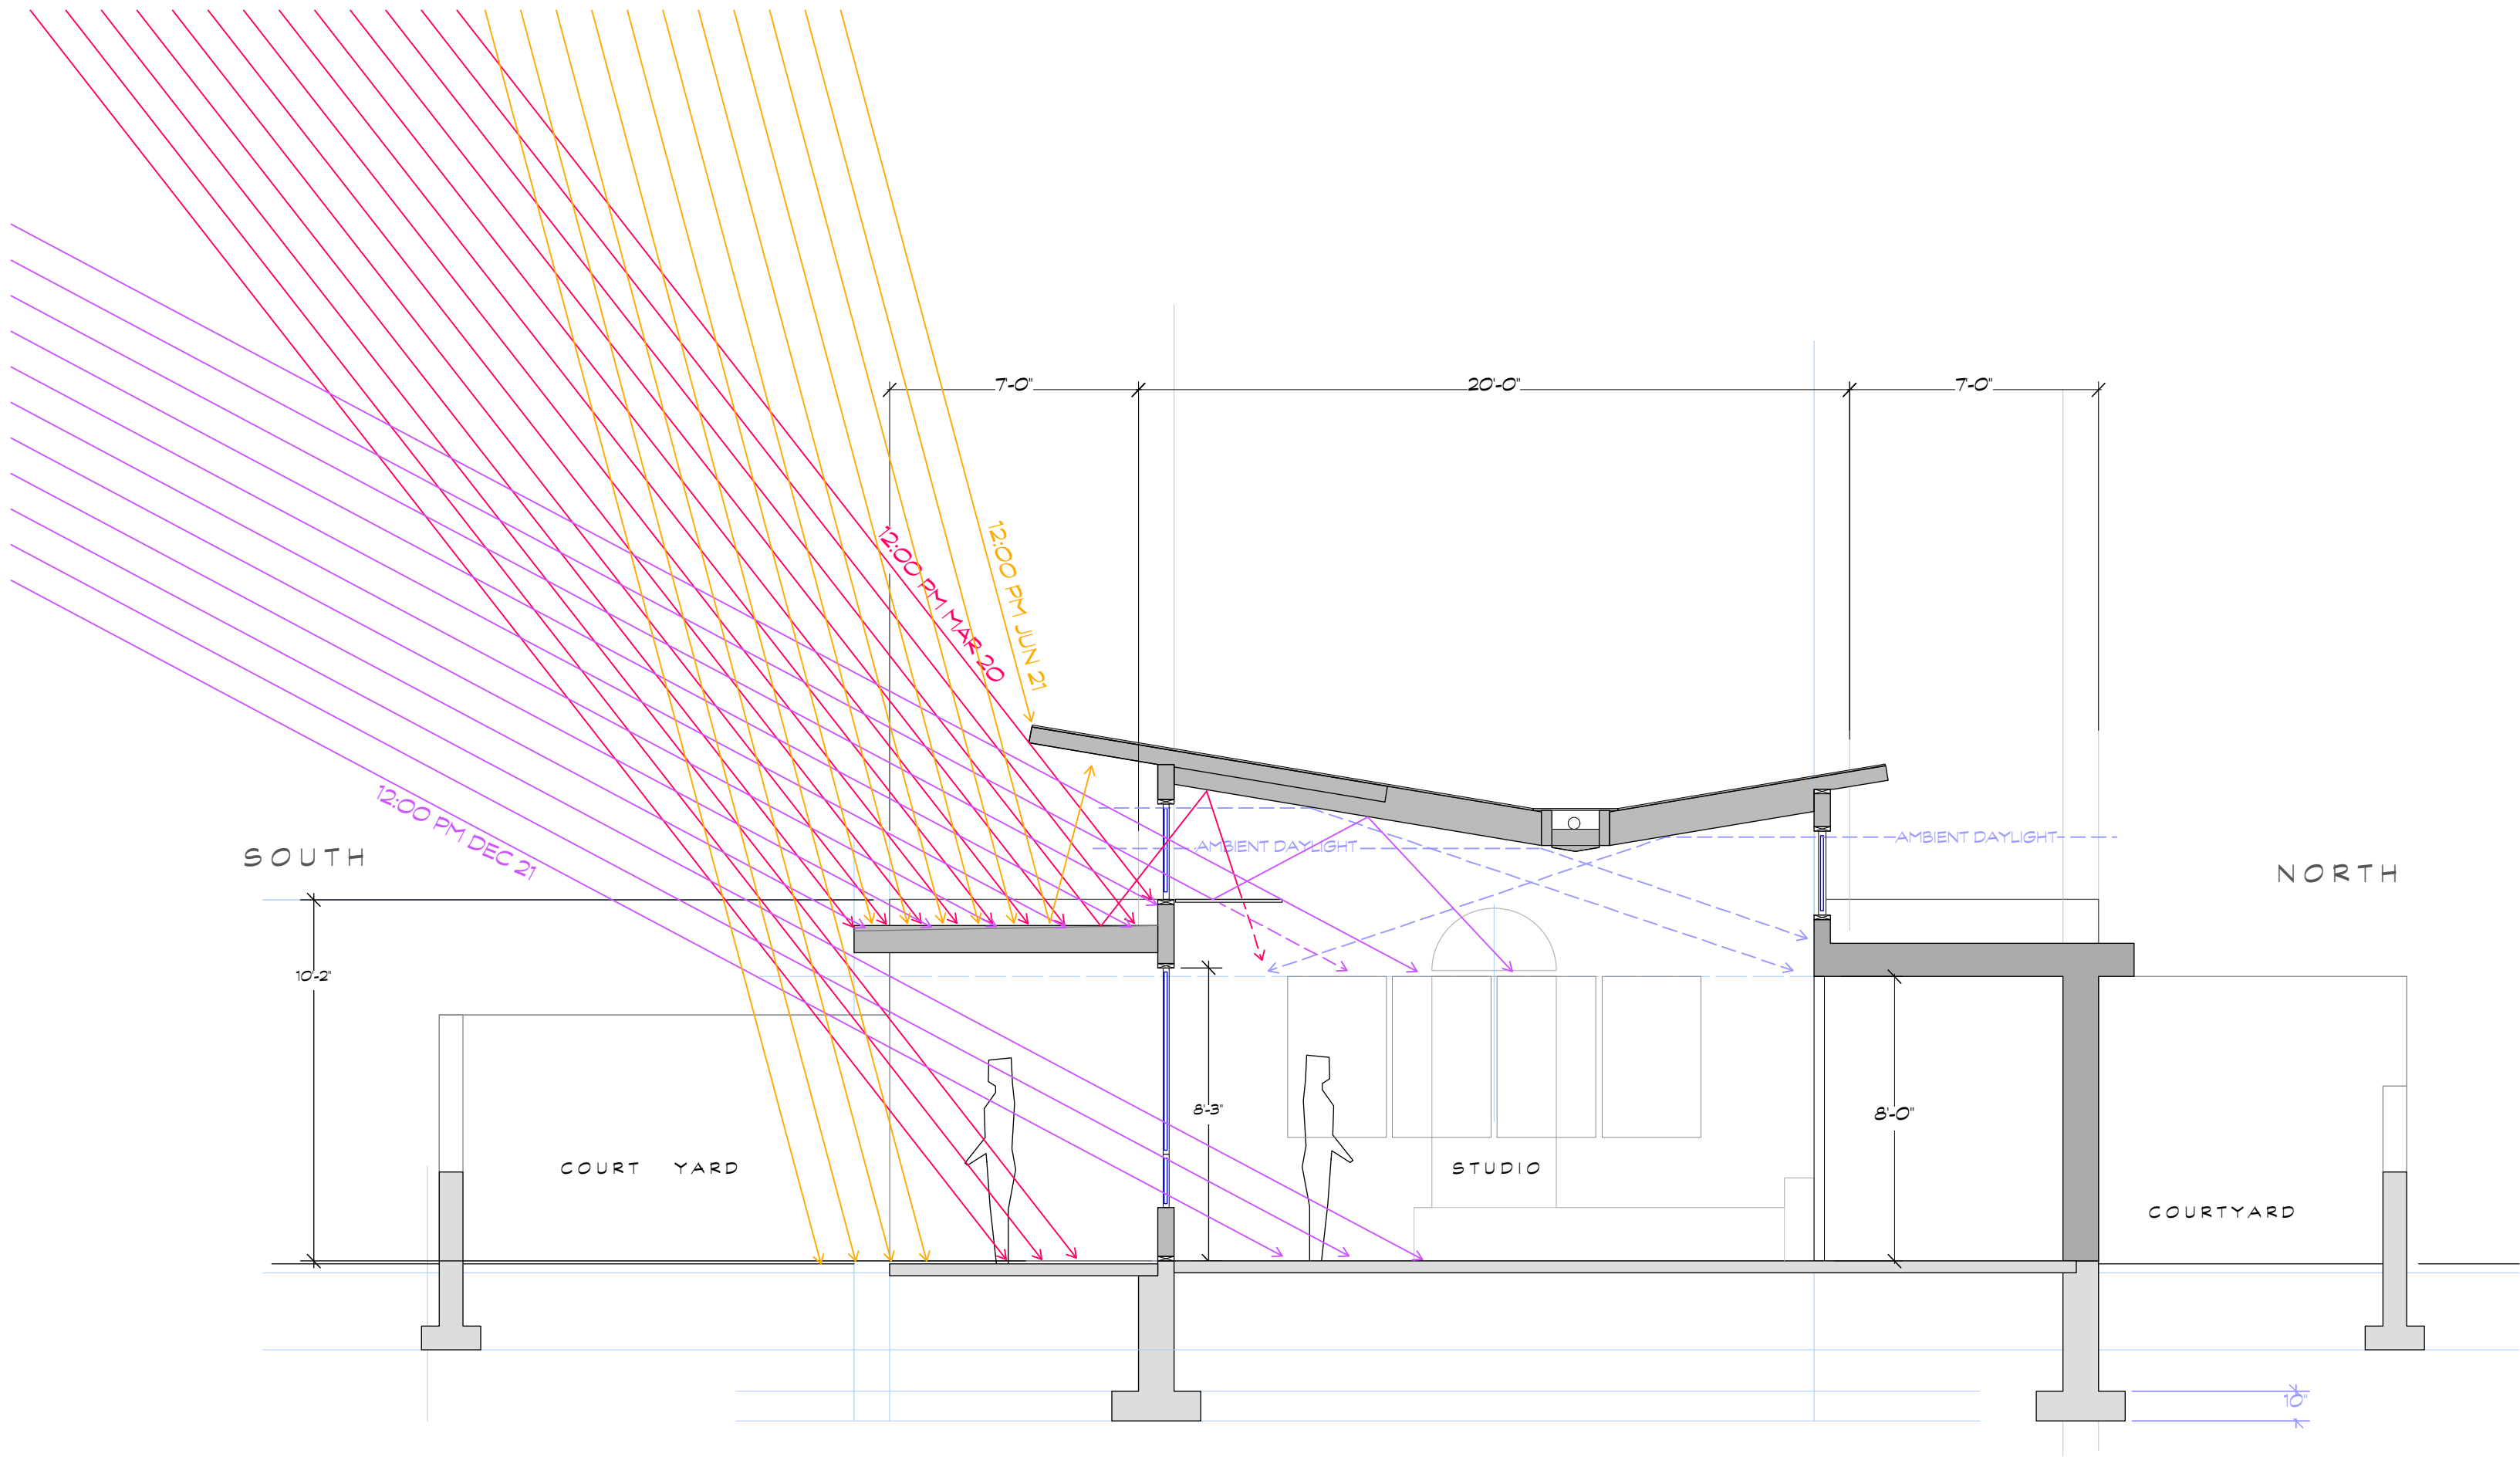 7'-0"
20'-0"
7'-0"
12:00 PM MAR 20
12:00 PM JUN 21
12:00 PM DEC 21
SOUTH
AMBIENT DAYLIGHT
AMBIENT DAYLIGHT
NORTH
10'-2"
8'-3"
8'-0"
COURT YARD
STUDIO
COURTYARD
10"